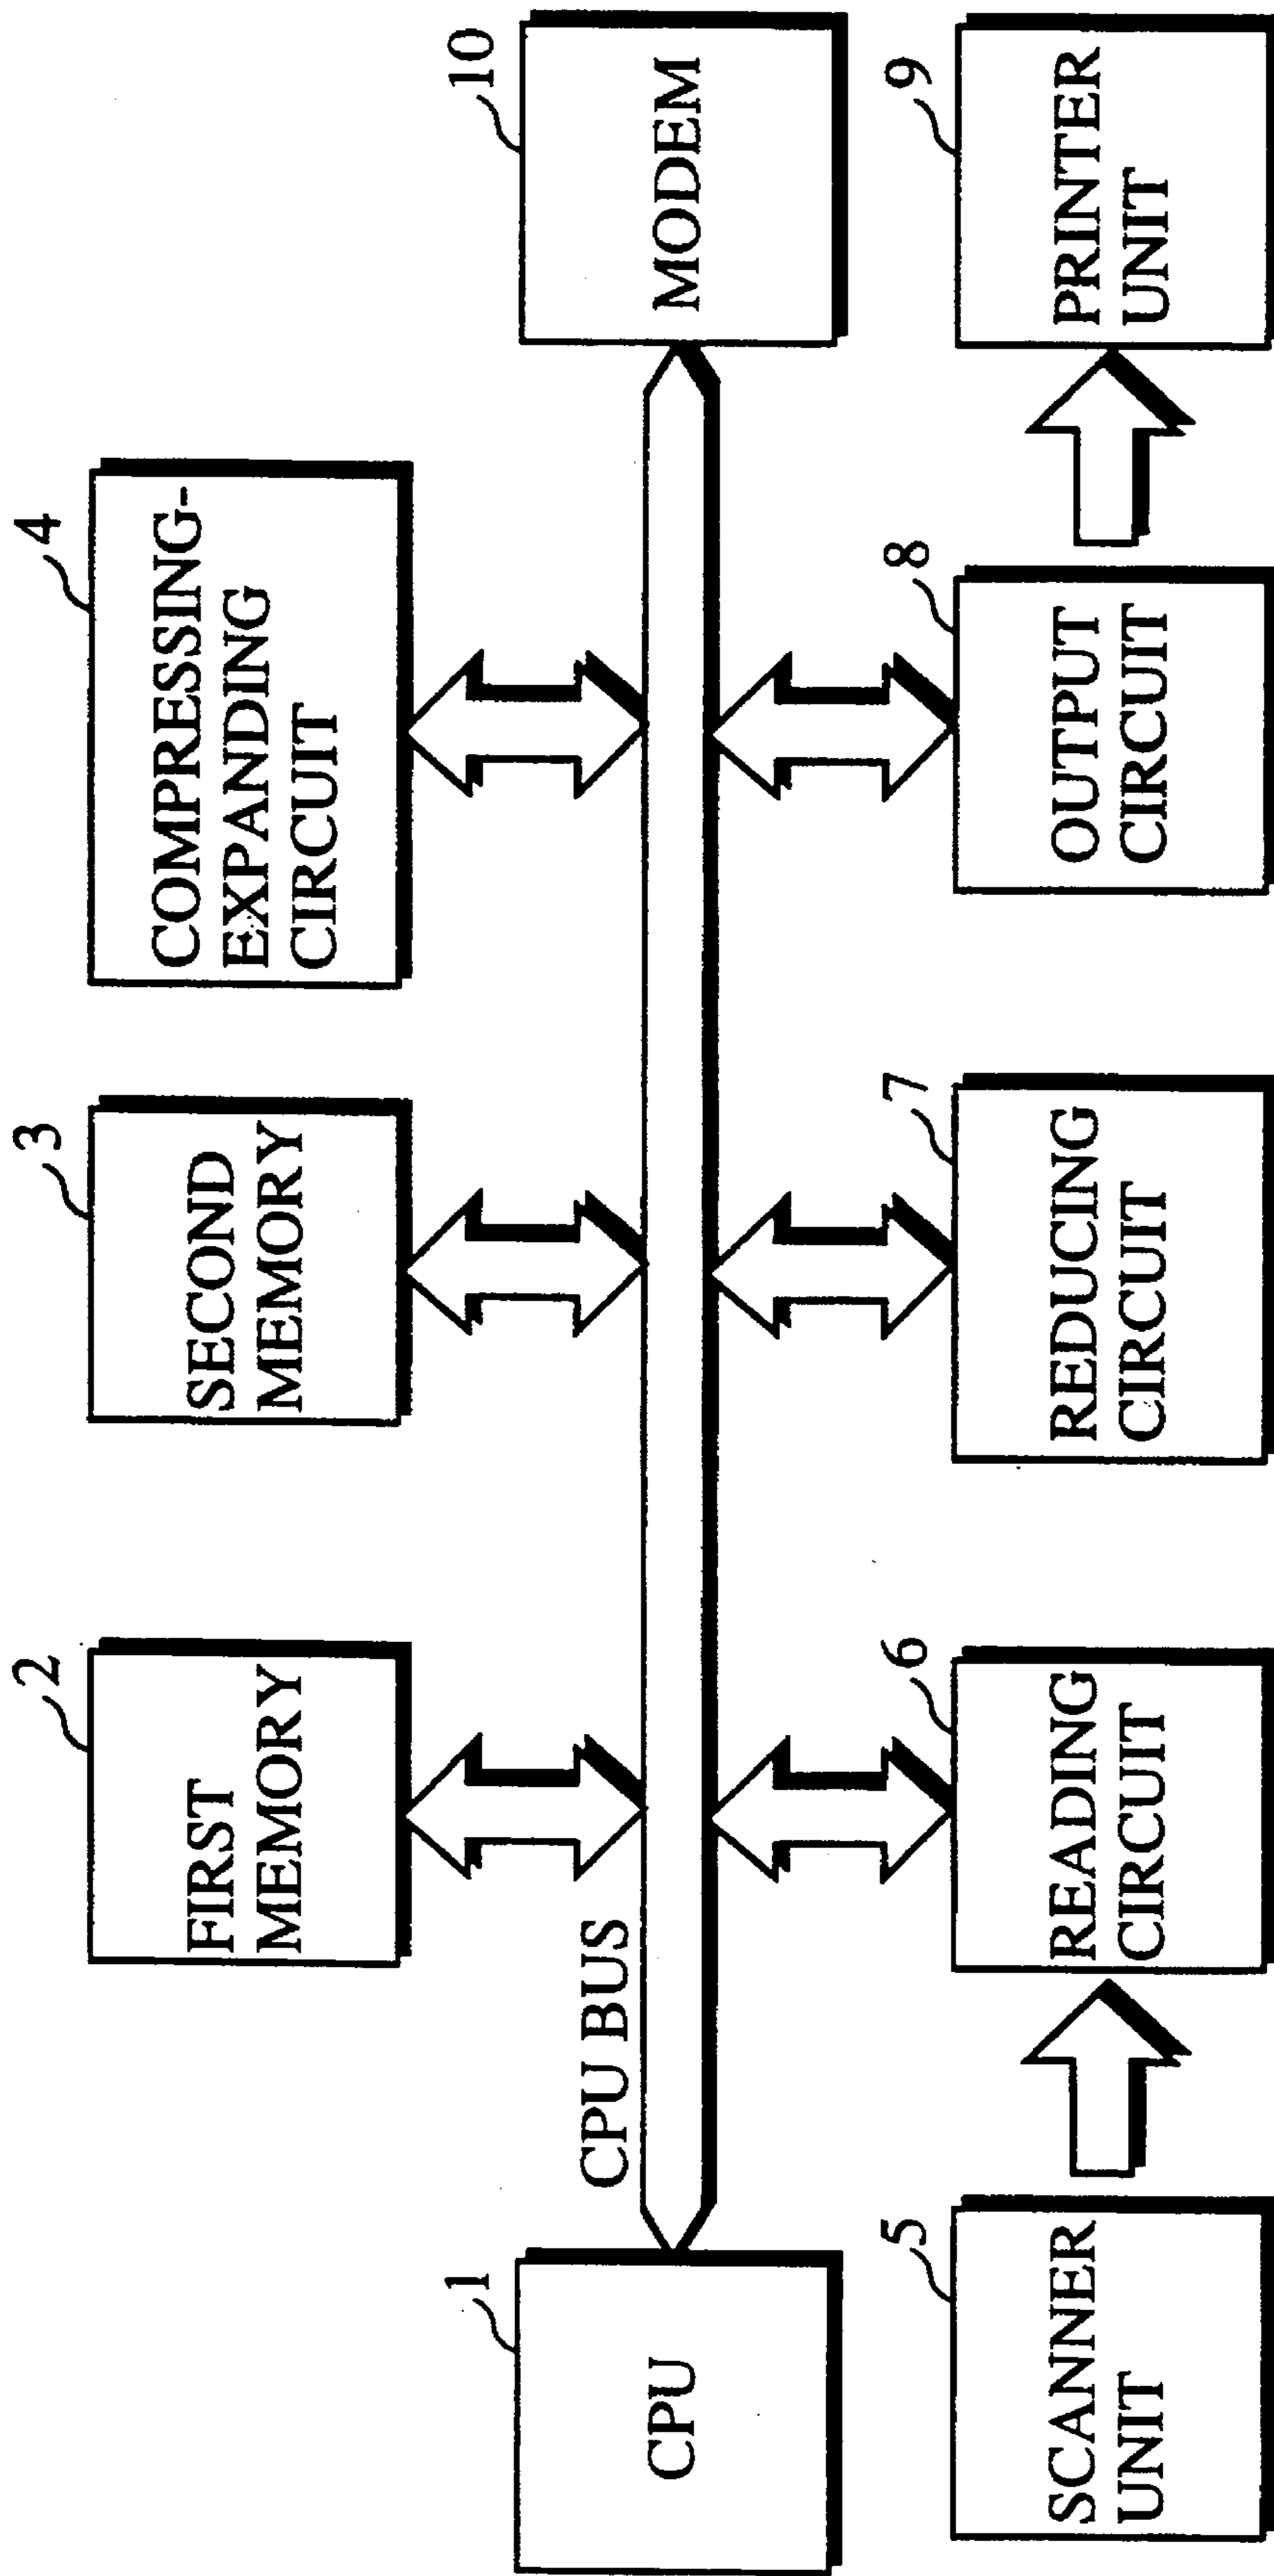 2
FIRST
MEMORY
3
SECOND
MEMORY
4
COMPRESSING-
EXPANDING
CIRCUIT
1
CPU
CPU BUS
10
MODEM
5
SCANNER
UNIT
6
READING
CIRCUIT
7
REDUCING
CIRCUIT
8
OUTPUT
CIRCUIT
9
PRINTER
UNIT